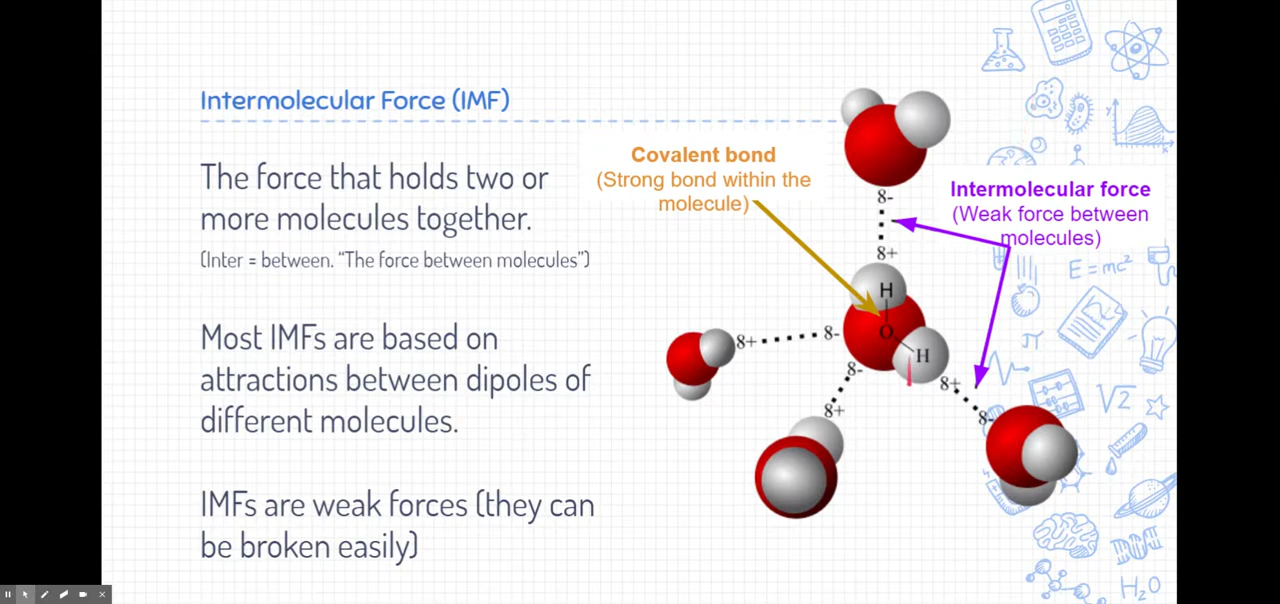 Intermolecular Force (IMF)
The force that holds two or
more molecules together.
(Inter = between. “The force between molecules”)
Most IMFs are based on
attractions between dipoles of
different molecules.
IMFs are weak forces (they can
be broken easily)
Covalent bond
(Strong bond within the
molecule)
Intermolecular force
(Weak force between
molecules)
8-
8+
H
O
H
8+
8-
8-
8+
8+
8-
E=mc²
π
√2
y
x
H₂O